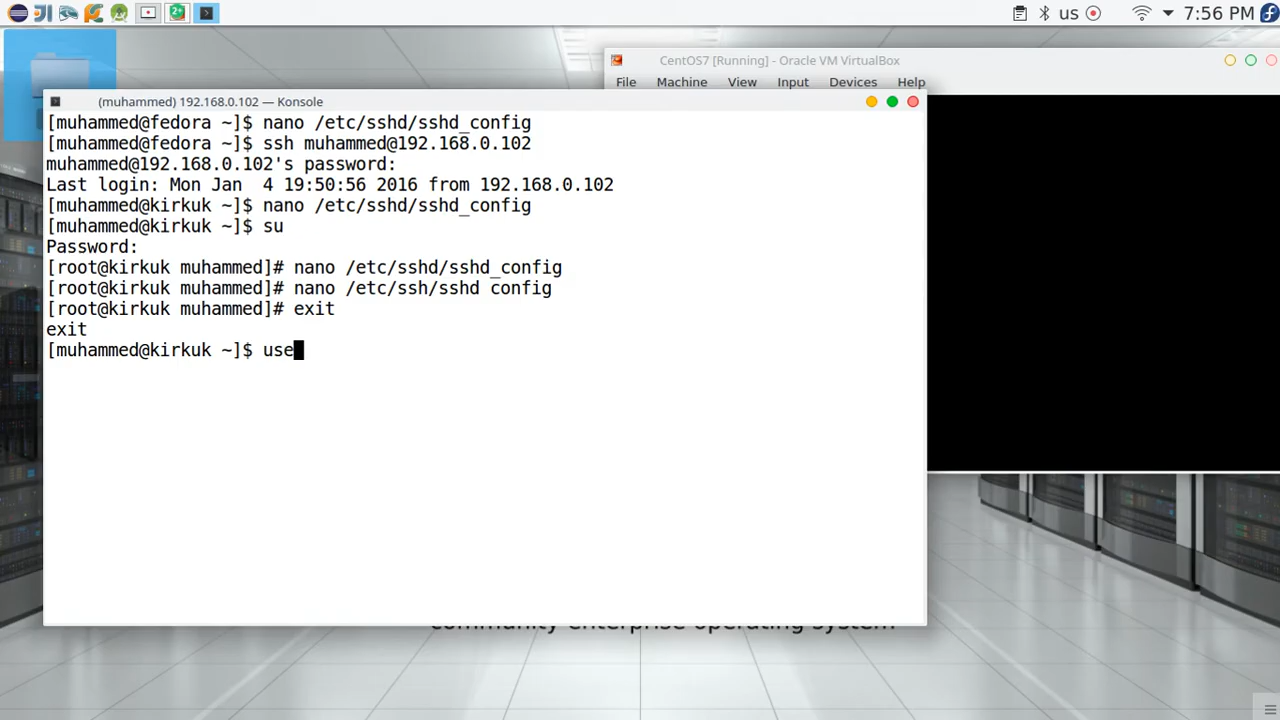 us
7:56 PM
CentOS7 [Running] - Oracle VM VirtualBox
File Machine View Input Devices Help
(muhammed) 192.168.0.102 — Konsole
[muhammed@fedora ~]$ nano /etc/sshd/sshd_config
[muhammed@fedora ~]$ ssh muhammed@192.168.0.102
muhammed@192.168.0.102's password:
Last login: Mon Jan  4 19:50:56 2016 from 192.168.0.102
[muhammed@kirkuk ~]$ nano /etc/sshd/sshd_config
[muhammed@kirkuk ~]$ su
Password:
[root@kirkuk muhammed]# nano /etc/sshd/sshd_config
[root@kirkuk muhammed]# nano /etc/ssh/sshd config
[root@kirkuk muhammed]# exit
exit
[muhammed@kirkuk ~]$ use
community enterprise operating system